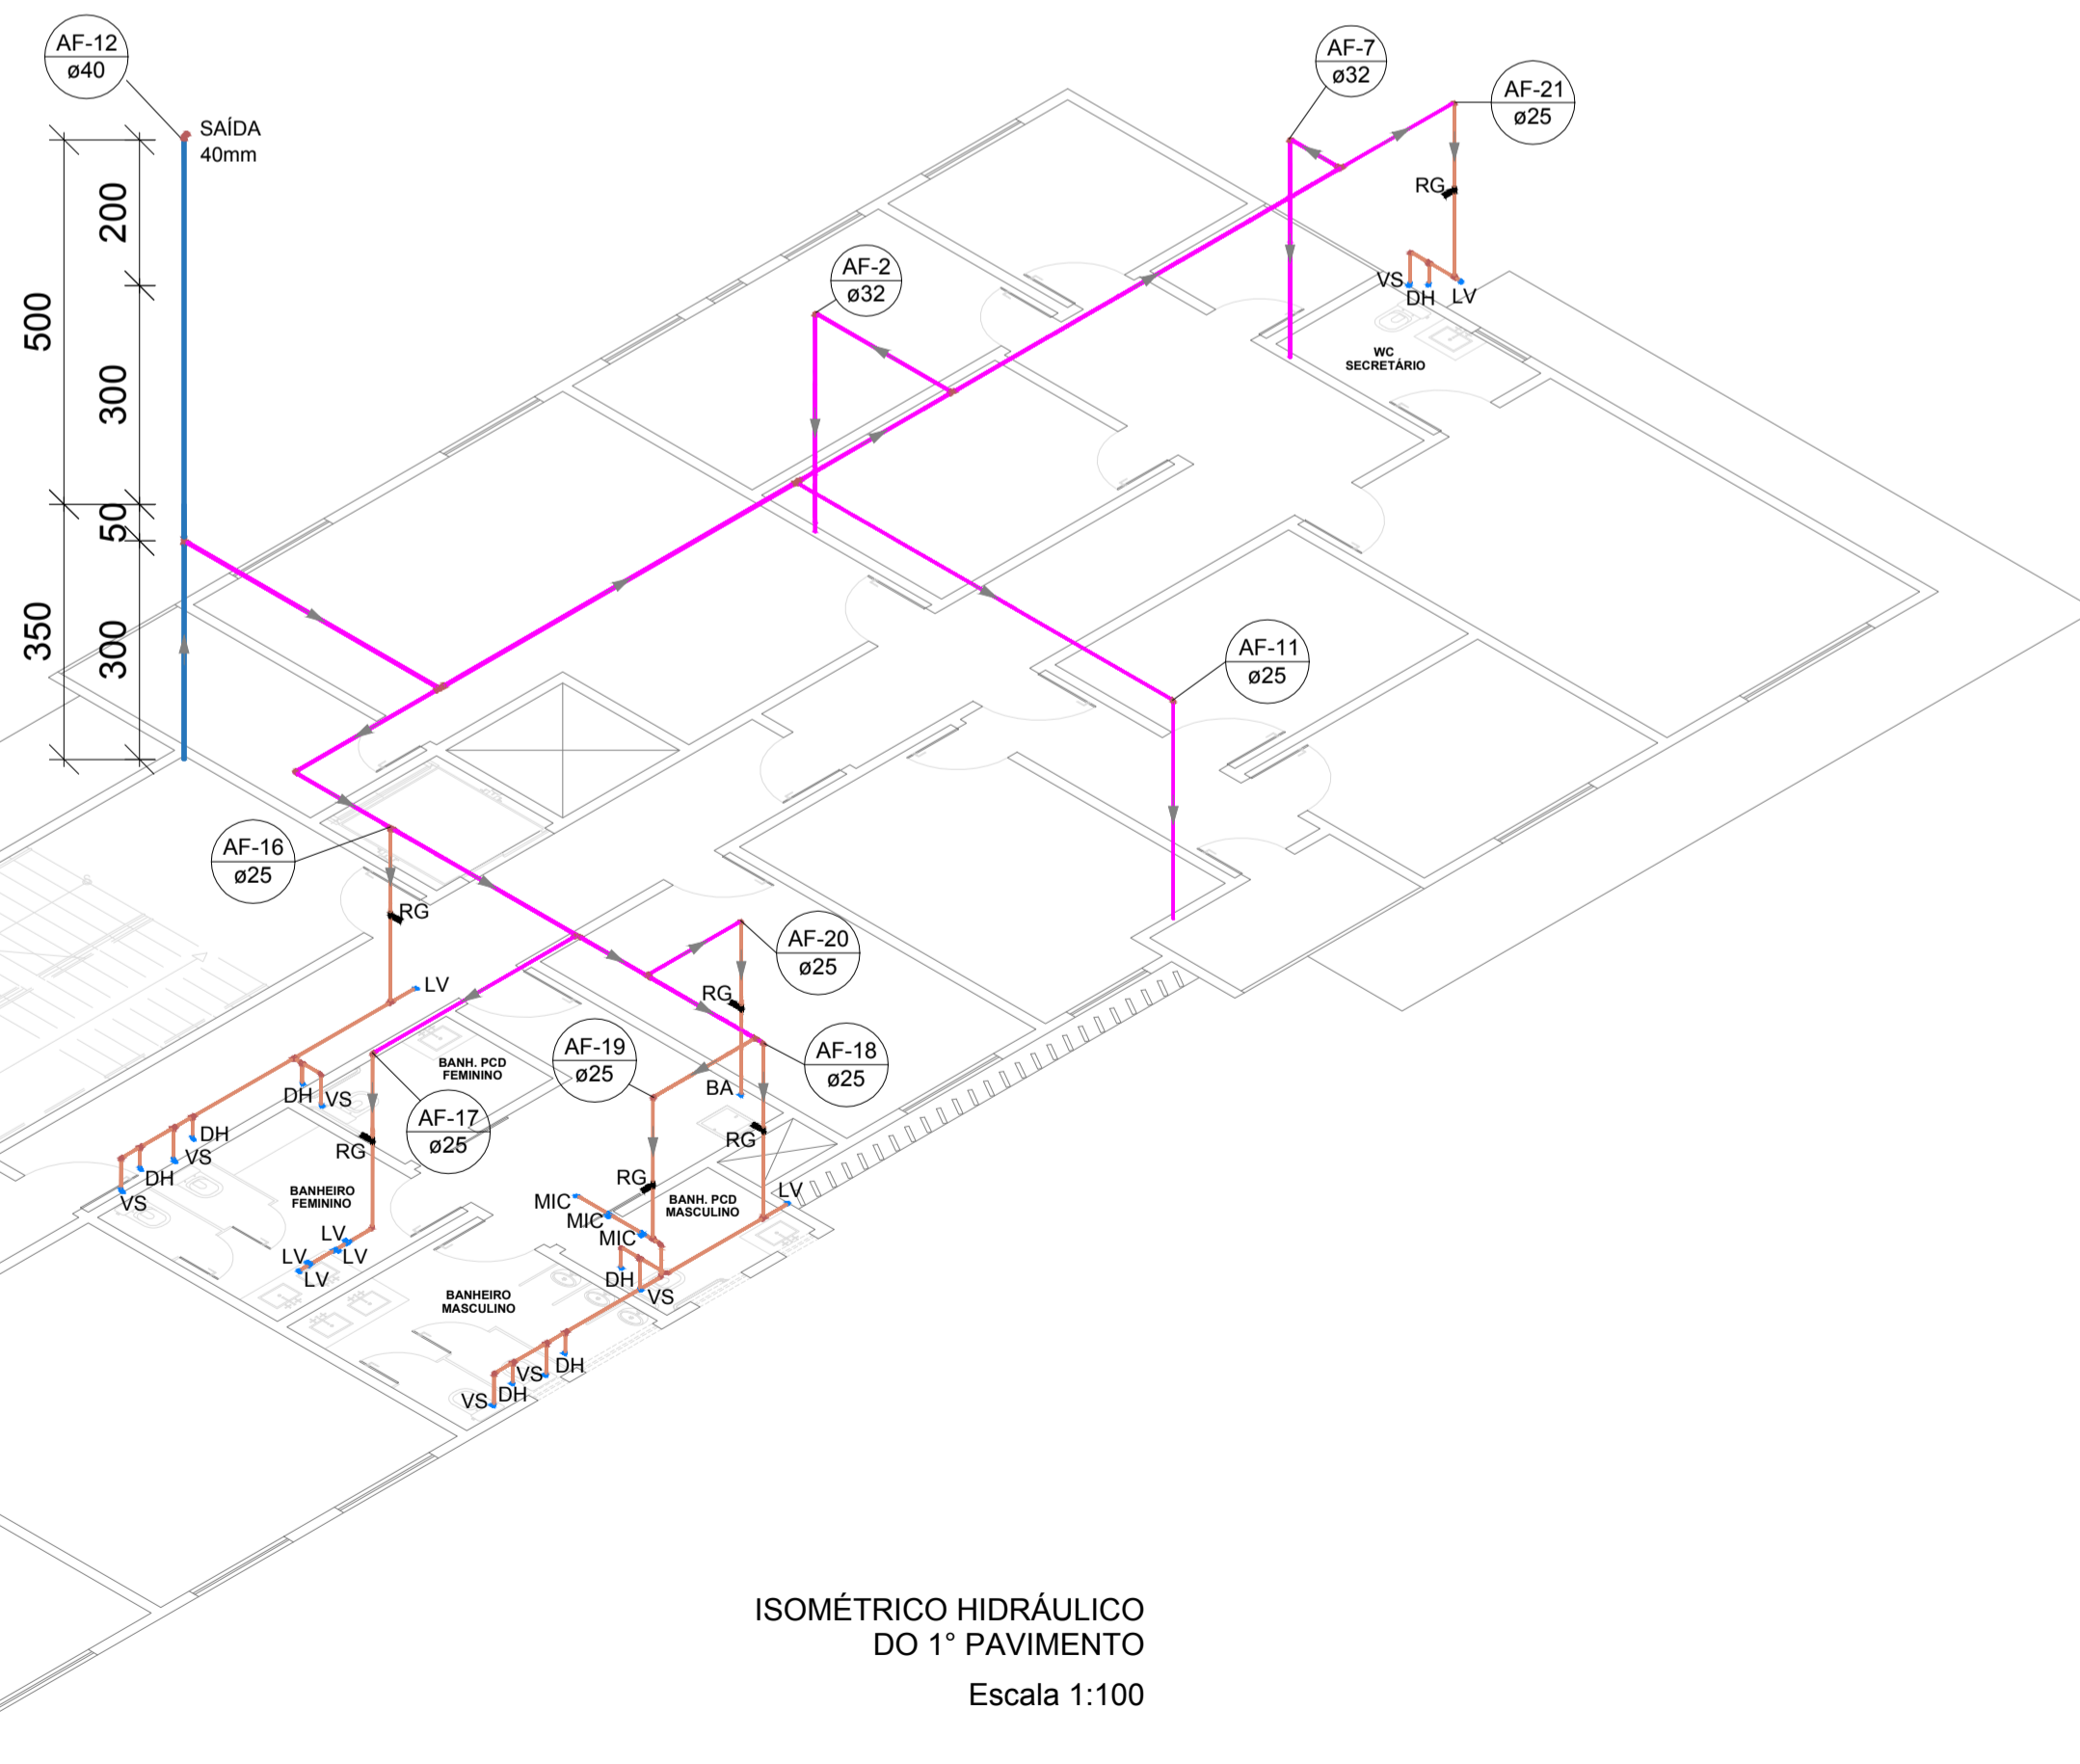 AF-12
ø40
SAÍDA
40mm
AF-7
ø32
AF-21
ø25
RG
VS
DH
LV
WC
SECRETÁRIO
AF-2
ø32
200
500
300
50
350
300
AF-11
ø25
AF-16
ø25
RG
LV
AF-20
ø25
RG
AF-19
ø25
AF-18
ø25
BANH. PCD
FEMININO
BA
DH
VS
AF-17
ø25
RG
RG
DH
VS
DH
VS
BANHEIRO
FEMININO
RG
MIC
MIC
MIC
BANH. PCD
MASCULINO
LV
LV
LV
LV
LV
DH
VS
BANHEIRO
MASCULINO
VS
DH
VS
DH
ISOMÉTRICO HIDRÁULICO
DO 1° PAVIMENTO
Escala 1:100